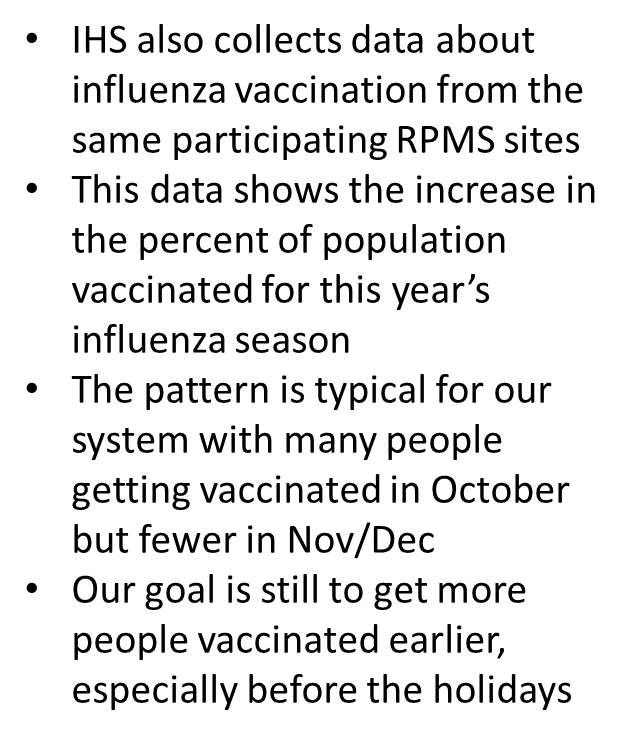 • IHS also collects data about
influenza vaccination from the
same participating RPMS sites
• This data shows the increase in
the percent of population
vaccinated for this year’s
influenza season
• The pattern is typical for our
system with many people
getting vaccinated in October
but fewer in Nov/Dec
• Our goal is still to get more
people vaccinated earlier,
especially before the holidays